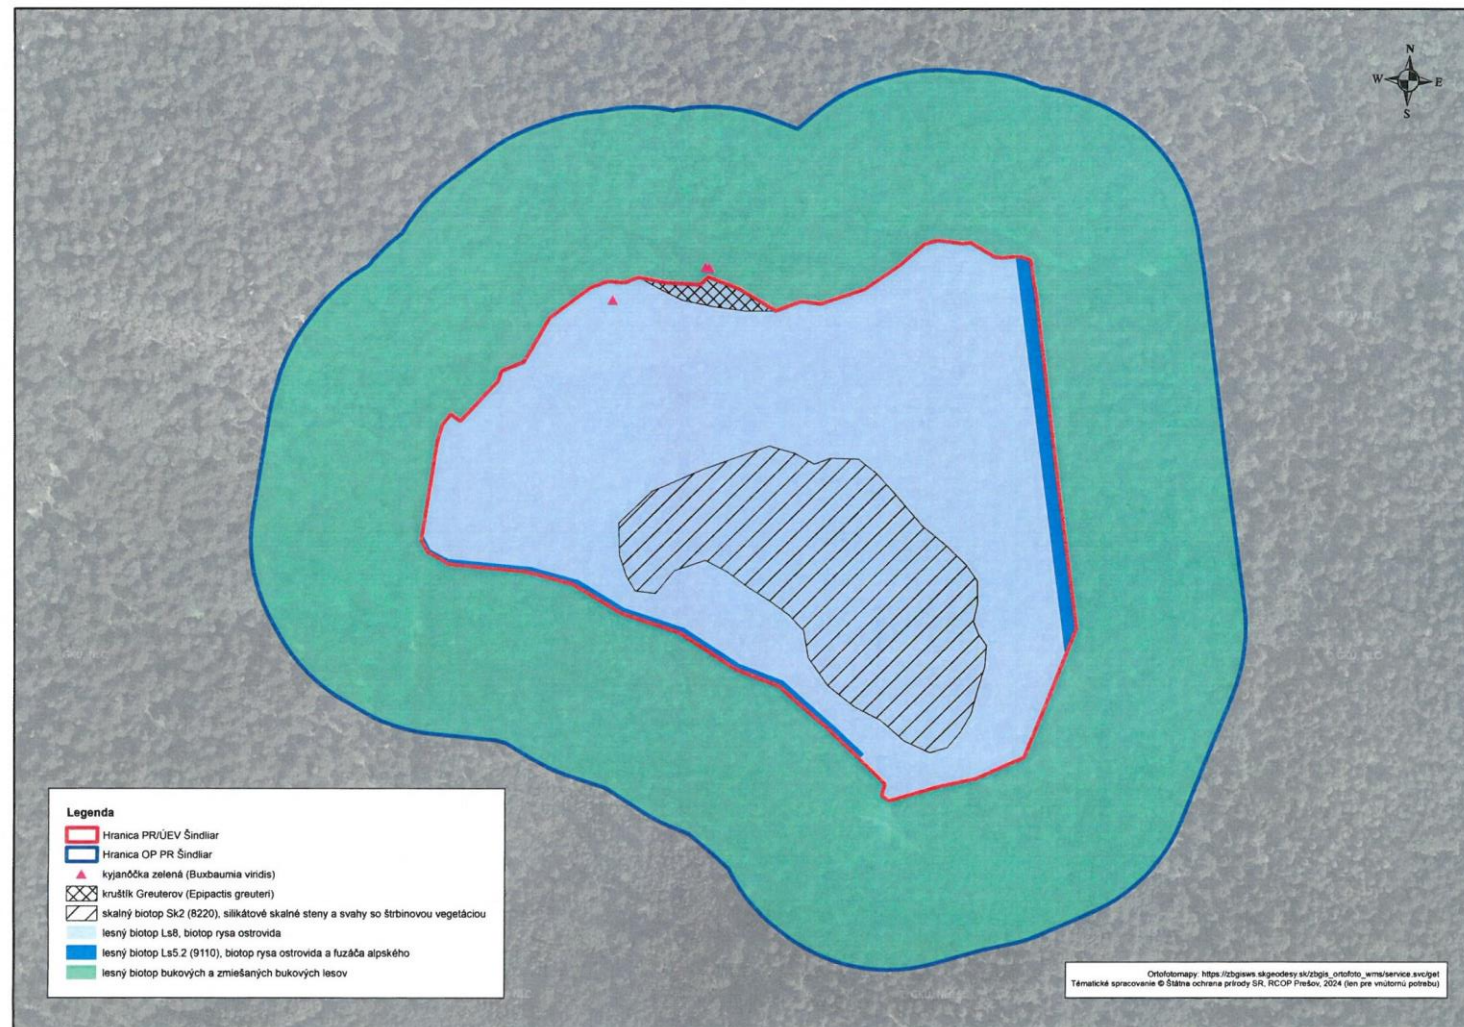 N
W E
S
Legenda
Hranica PR/ÚEV Šindliar
Hranica OP PR Šindliar
kyjanôčka zelená (Buxbaumia viridis)
kruštík Greuterov (Epipactis greuteri)
skalný biotop Sk2 (8220), silikátové skalné steny a svahy so štrbinovou vegetáciou
lesný biotop Ls8, biotop rysa ostrovida
lesný biotop Ls5.2 (9110), biotop rysa ostrovida a fuzáča alpského
lesný biotop bukových a zmiešaných bukových lesov
Ortofotomapy: https://zbgisws.skgeodesy.sk/zbgis_ortofoto_wms/service.svc/get
Tématické spracovanie © Štátna ochrana prírody SR, RCOP Prešov, 2024 (len pre vnútornú potrebu)